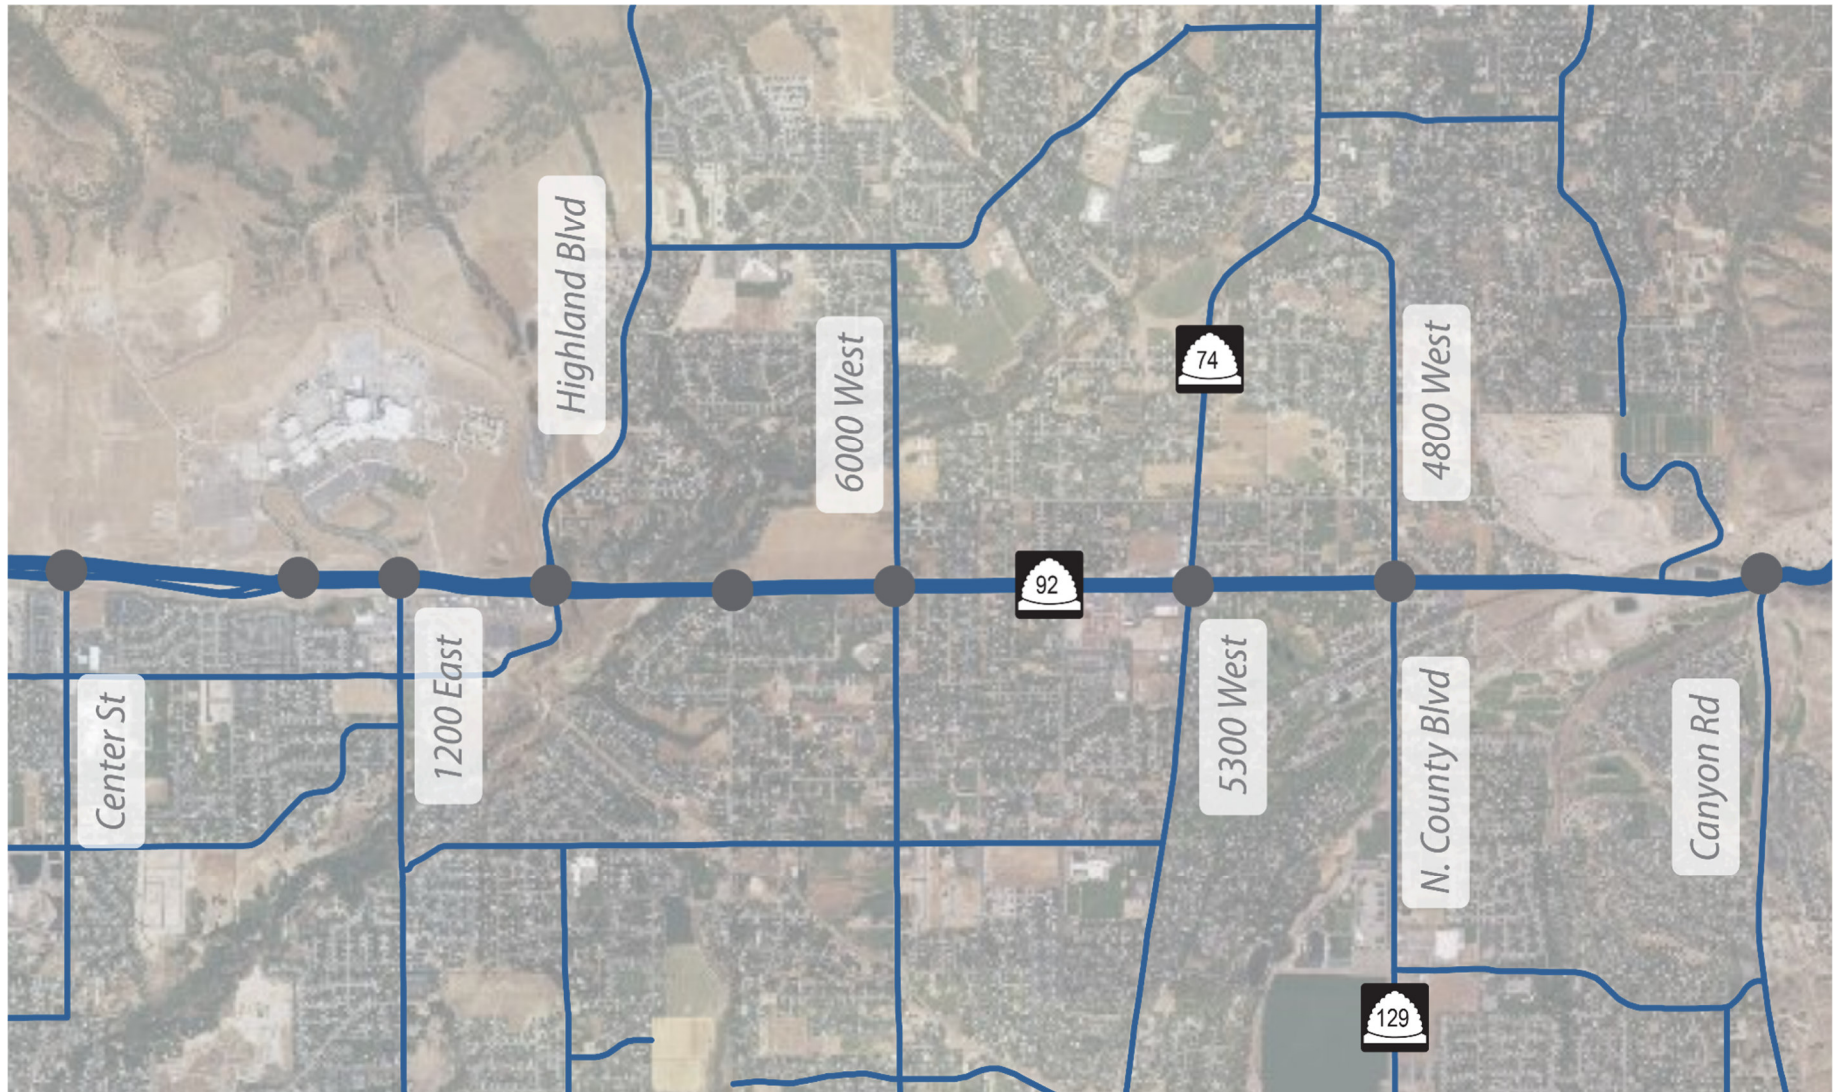 Highland Blvd
6000 West
74
4800 West
92
Center St
1200 East
5300 West
N. County Blvd
Canyon Rd
129